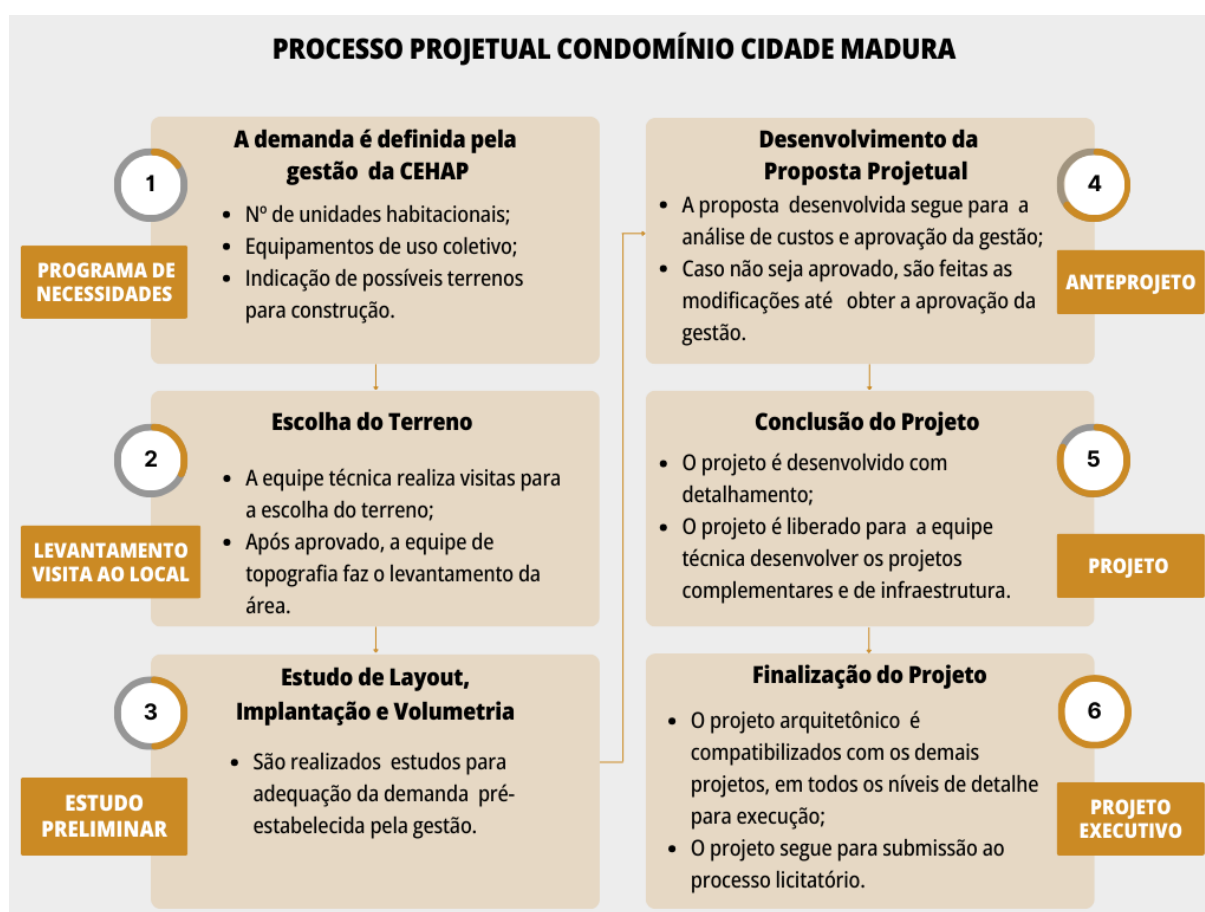 PROCESSO PROJETUAL CONDOMÍNIO CIDADE MADURA
1
PROGRAMA DE
NECESSIDADES
A demanda é definida pela
gestão da CEHAP
• Nº de unidades habitacionais;
• Equipamentos de uso coletivo;
• Indicação de possíveis terrenos
para construção.
2
LEVANTAMENTO
VISITA AO LOCAL
Escolha do Terreno
• A equipe técnica realiza visitas para
a escolha do terreno;
• Após aprovado, a equipe de
topografia faz o levantamento da
área.
3
ESTUDO
PRELIMINAR
Estudo de Layout,
Implantação e Volumetria
• São realizados estudos para
adequação da demanda pré-
estabelecida pela gestão.
4
ANTEPROJETO
Desenvolvimento da
Proposta Projetual
• A proposta desenvolvida segue para a
análise de custos e aprovação da gestão;
• Caso não seja aprovado, são feitas as
modificações até obter a aprovação da
gestão.
5
PROJETO
Conclusão do Projeto
• O projeto é desenvolvido com
detalhamento;
• O projeto é liberado para a equipe
técnica desenvolver os projetos
complementares e de infraestrutura.
6
PROJETO
EXECUTIVO
Finalização do Projeto
• O projeto arquitetônico é
compatibilizados com os demais
projetos, em todos os níveis de detalhe
para execução;
• O projeto segue para submissão ao
processo licitatório.